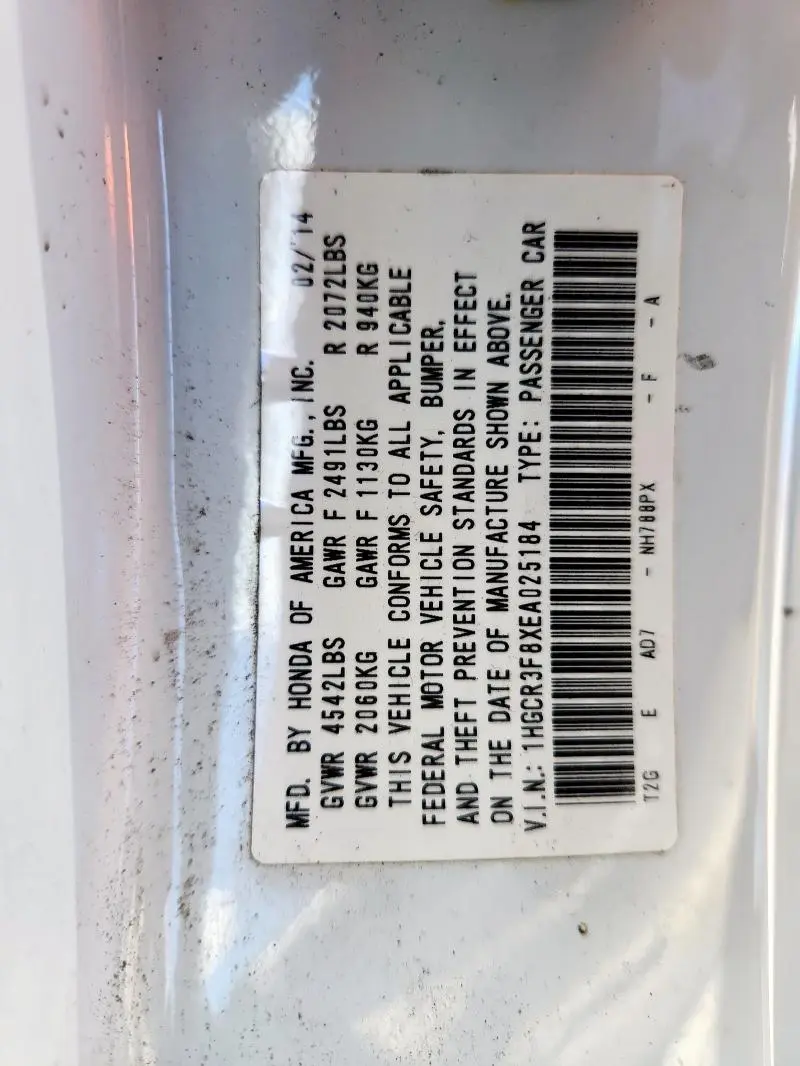 MFD. BY HONDA OF AMERICA MFG., INC. 02/'14
GVWR 4542LBS GAWR F 2491LBS R 2072LBS
GVWR 2060KG GAWR F 1130KG R 940KG
THIS VEHICLE CONFORMS TO ALL APPLICABLE
FEDERAL MOTOR VEHICLE SAFETY, BUMPER,
AND THEFT PREVENTION STANDARDS IN EFFECT
ON THE DATE OF MANUFACTURE SHOWN ABOVE.
V.I.N.: 1HGCR3F8XEA025184 TYPE: PASSENGER CAR
T2G E AD7 - NH788PX - F - A